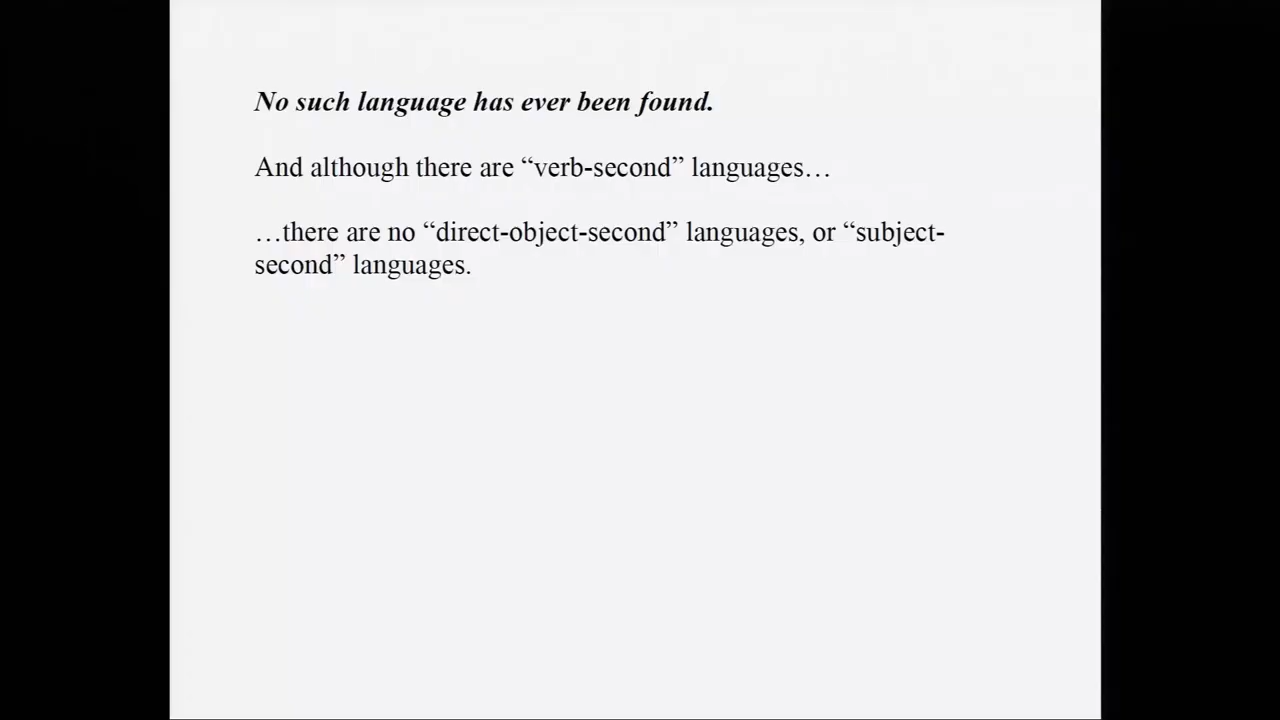 No such language has ever been found.
And although there are “verb-second” languages…
…there are no “direct-object-second” languages, or “subject-
second” languages.